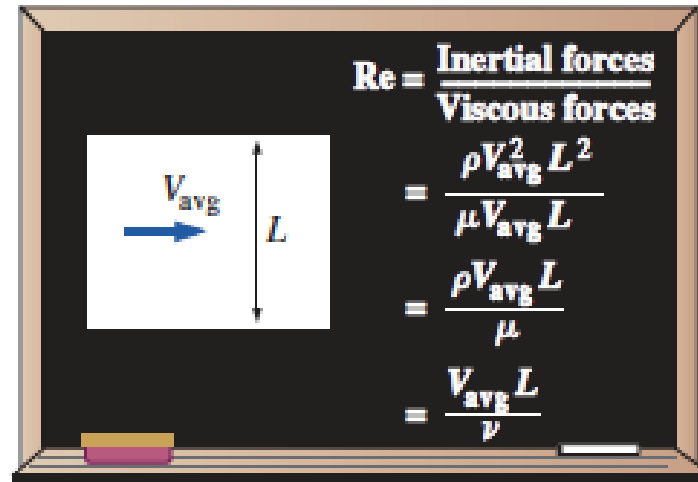 Re = Inertial forces / Viscous forces
= ρV²avg L² / μVavg L
= ρVavg L / μ
= Vavg L / ν
Vavg
L